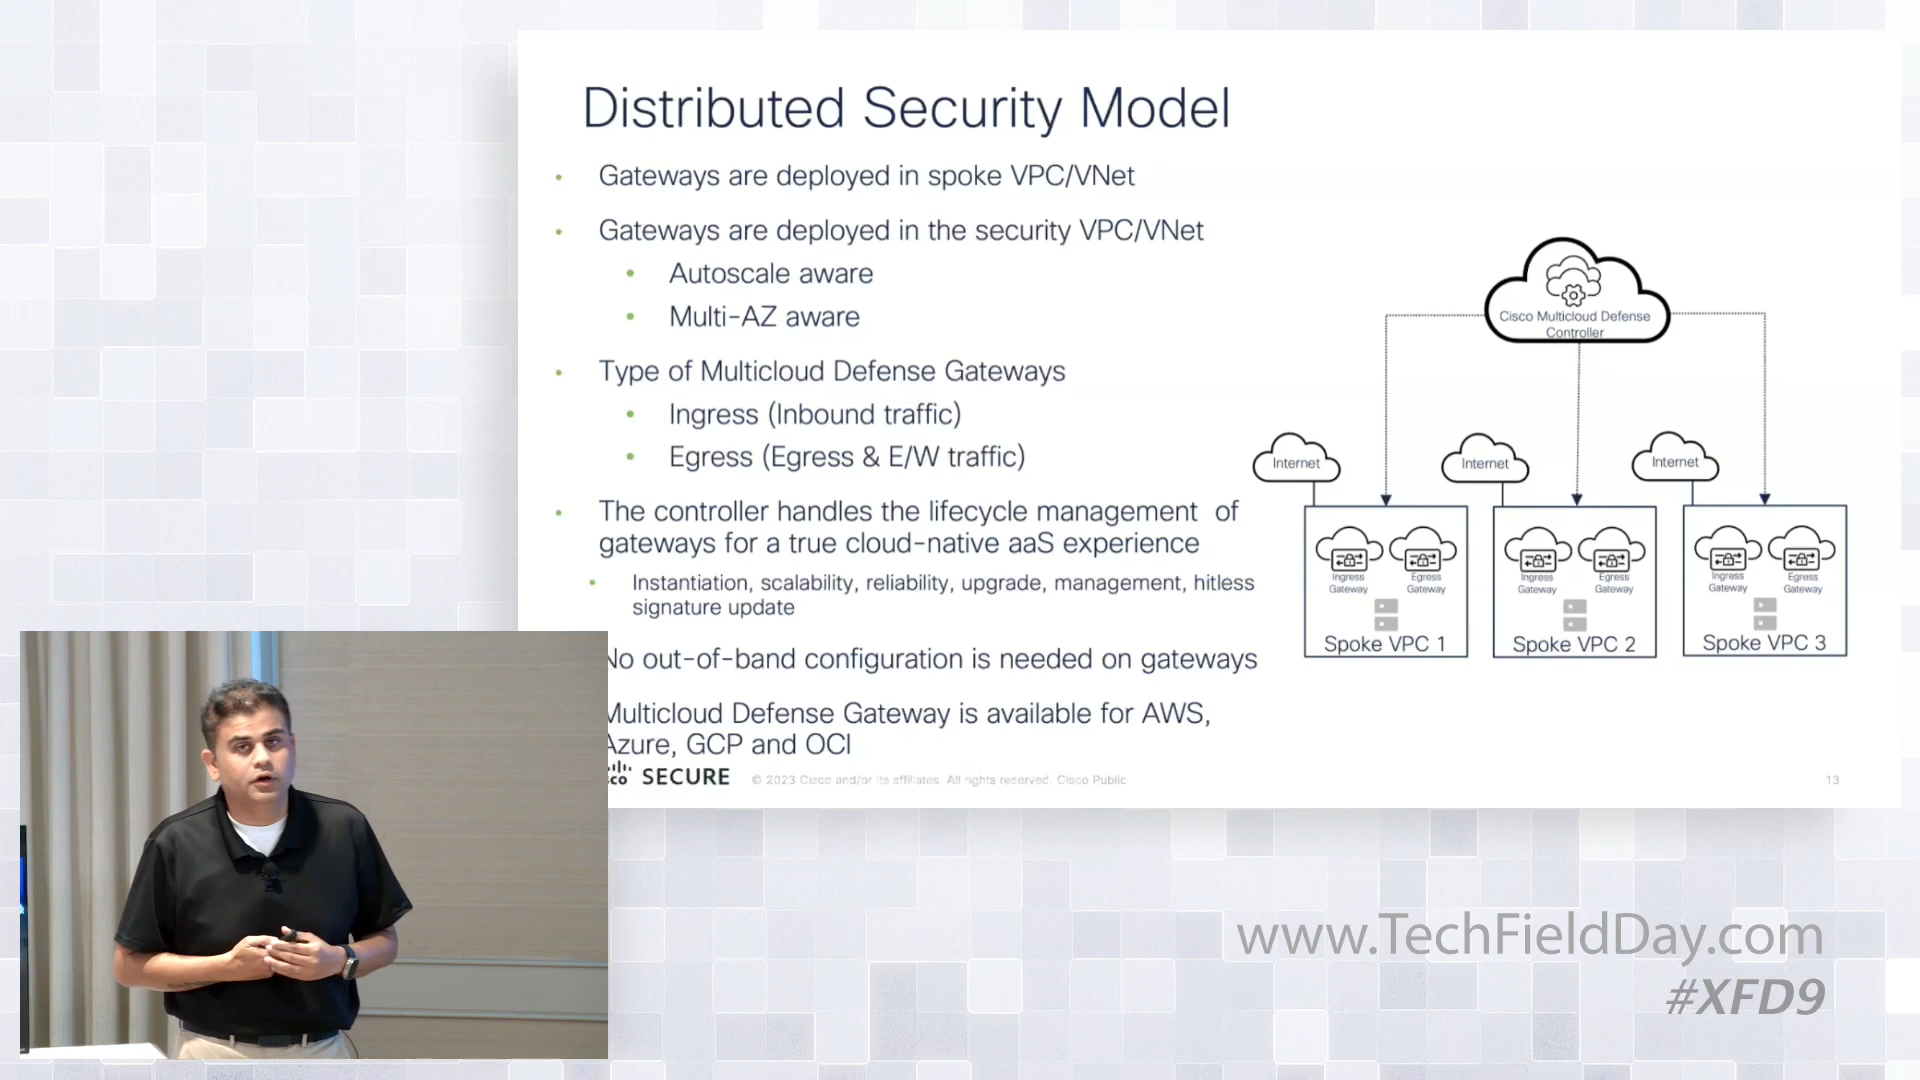 Distributed Security Model
Gateways are deployed in spoke VPC/VNet
Gateways are deployed in the security VPC/VNet
Autoscale aware
Multi-AZ aware
Type of Multicloud Defense Gateways
Ingress (Inbound traffic)
Egress (Egress & E/W traffic)
The controller handles the lifecycle management of
gateways for a true cloud-native aaS experience
Instantiation, scalability, reliability, upgrade, management, hitless
signature update
No out-of-band configuration is needed on gateways
Multicloud Defense Gateway is available for AWS,
Azure, GCP and OCI
SECURE
© 2023 Cisco and/or its affiliates. All rights reserved. Cisco Public
13
Cisco Multicloud Defense
Controller
Internet
Internet
Internet
Ingress
Gateway
Egress
Gateway
Spoke VPC 1
Ingress
Gateway
Egress
Gateway
Spoke VPC 2
Ingress
Gateway
Egress
Gateway
Spoke VPC 3
www.TechFieldDay.com
#XFD9